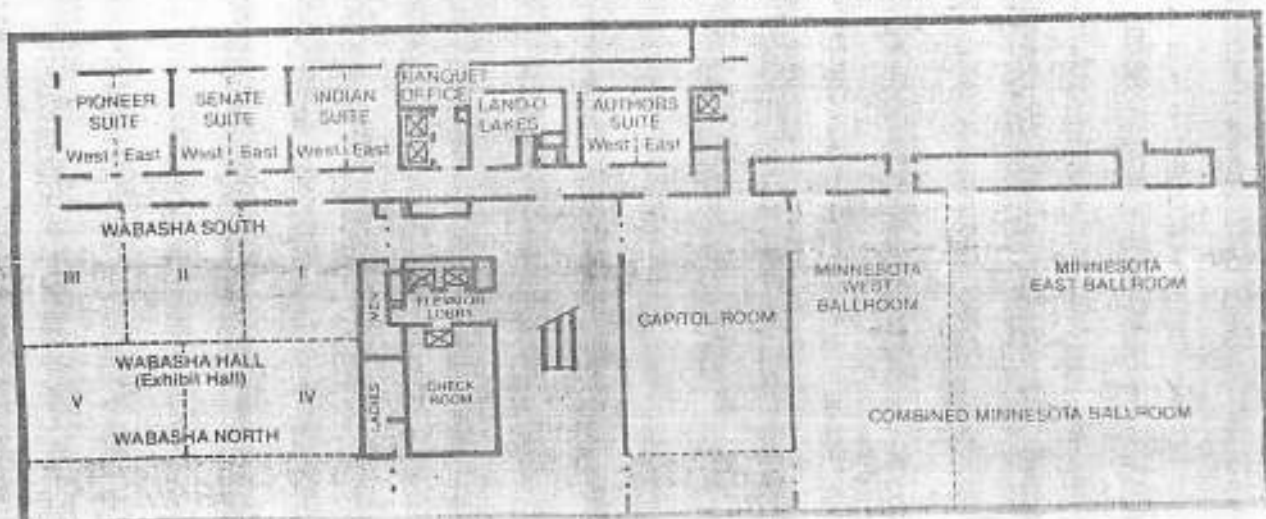 PIONEER
SUITE
West East
SENATE
SUITE
West East
INDIAN
SUITE
West East
BANQUET
OFFICE
LAND-O
LAKES
AUTHORS
SUITE
West East
WABASHA SOUTH
III
II
I
MEN
ELEVATOR
LOBBY
CAPITOL ROOM
MINNESOTA
WEST
BALLROOM
MINNESOTA
EAST BALLROOM
WABASHA HALL
(Exhibit Hall)
V
IV
LADIES
CHECK
ROOM
COMBINED MINNESOTA BALLROOM
WABASHA NORTH